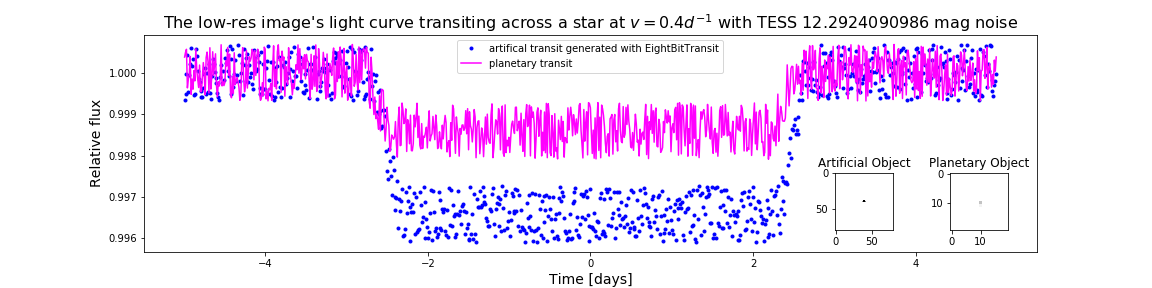 The low-res image's light curve transiting across a star at v = 0.4d⁻¹ with TESS 12.2924090986 mag noise
artifical transit generated with EightBitTransit
planetary transit
Relative flux
1.000
0.999
0.998
0.997
0.996
Artificial Object
0
50
0 50
Planetary Object
0
10
0 10
−4 −2 0 2 4
Time [days]